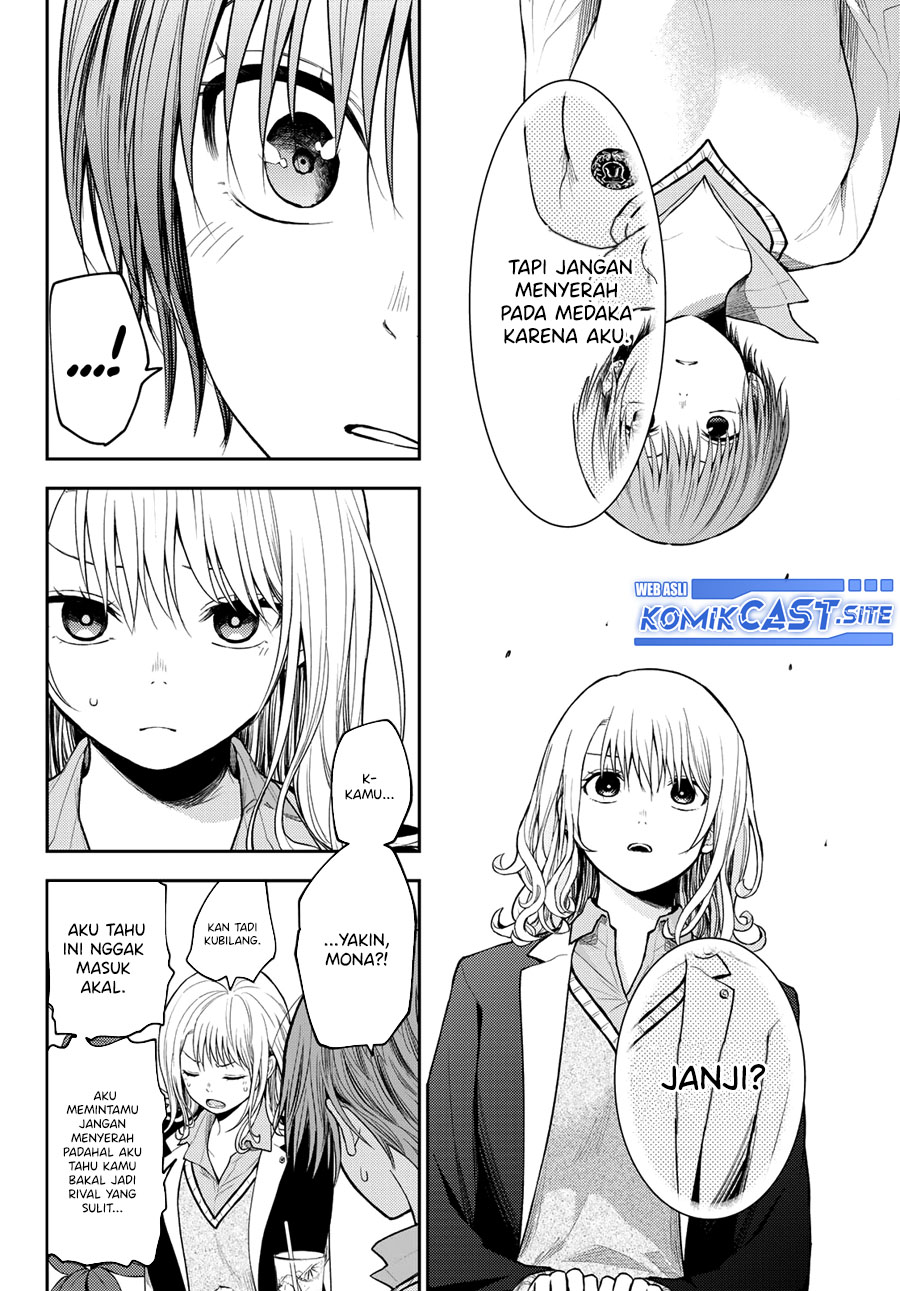 TAPI JANGAN
MENYERAH
PADA MEDAKA
KARENA AKU.
....!
WEB ASLI
KOMIKCAST.SITE
JANJI?
K-
KAMU...
...YAKIN,
MONA?!
KAN TADI
KUBILANG.
AKU TAHU
INI NGGAK
MASUK
AKAL.
AKU
MEMINTAMU
JANGAN
MENYERAH
PADAHAL AKU
TAHU KAMU
BAKAL JADI
RIVAL YANG
SULIT...